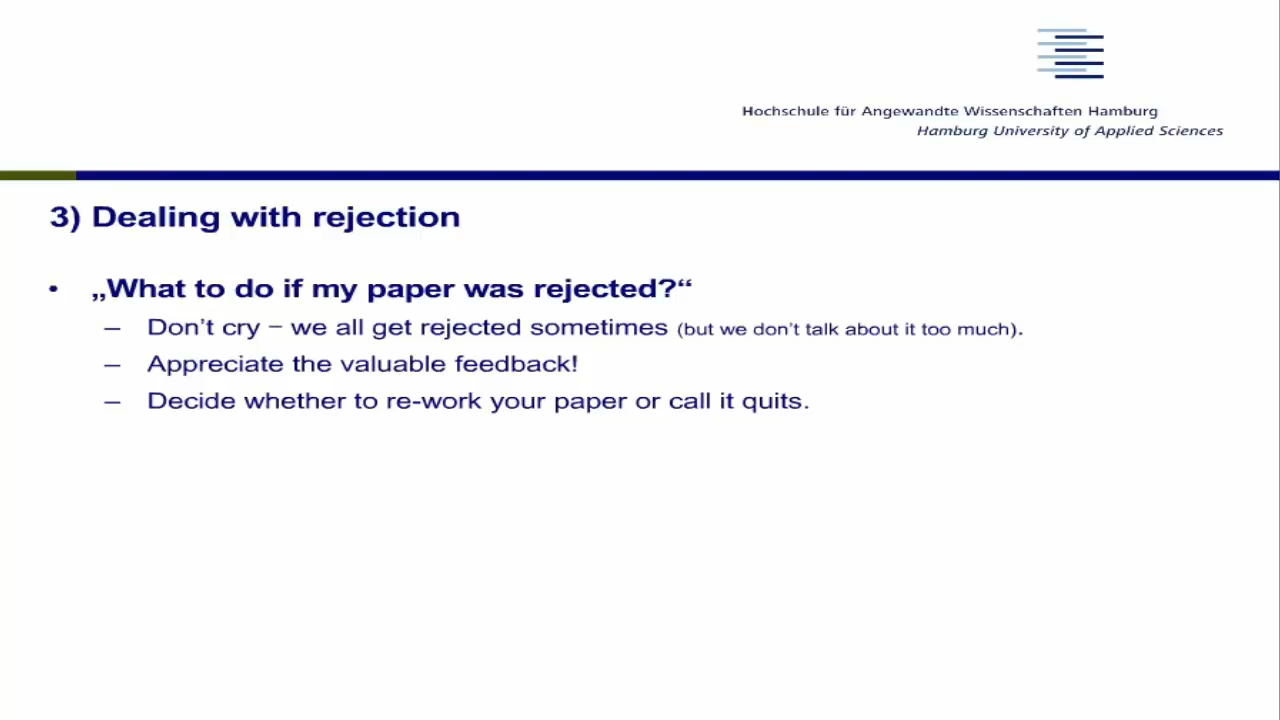 Hochschule für Angewandte Wissenschaften Hamburg
Hamburg University of Applied Sciences
3) Dealing with rejection
• „What to do if my paper was rejected?“
– Don’t cry – we all get rejected sometimes (but we don’t talk about it too much).
– Appreciate the valuable feedback!
– Decide whether to re-work your paper or call it quits.